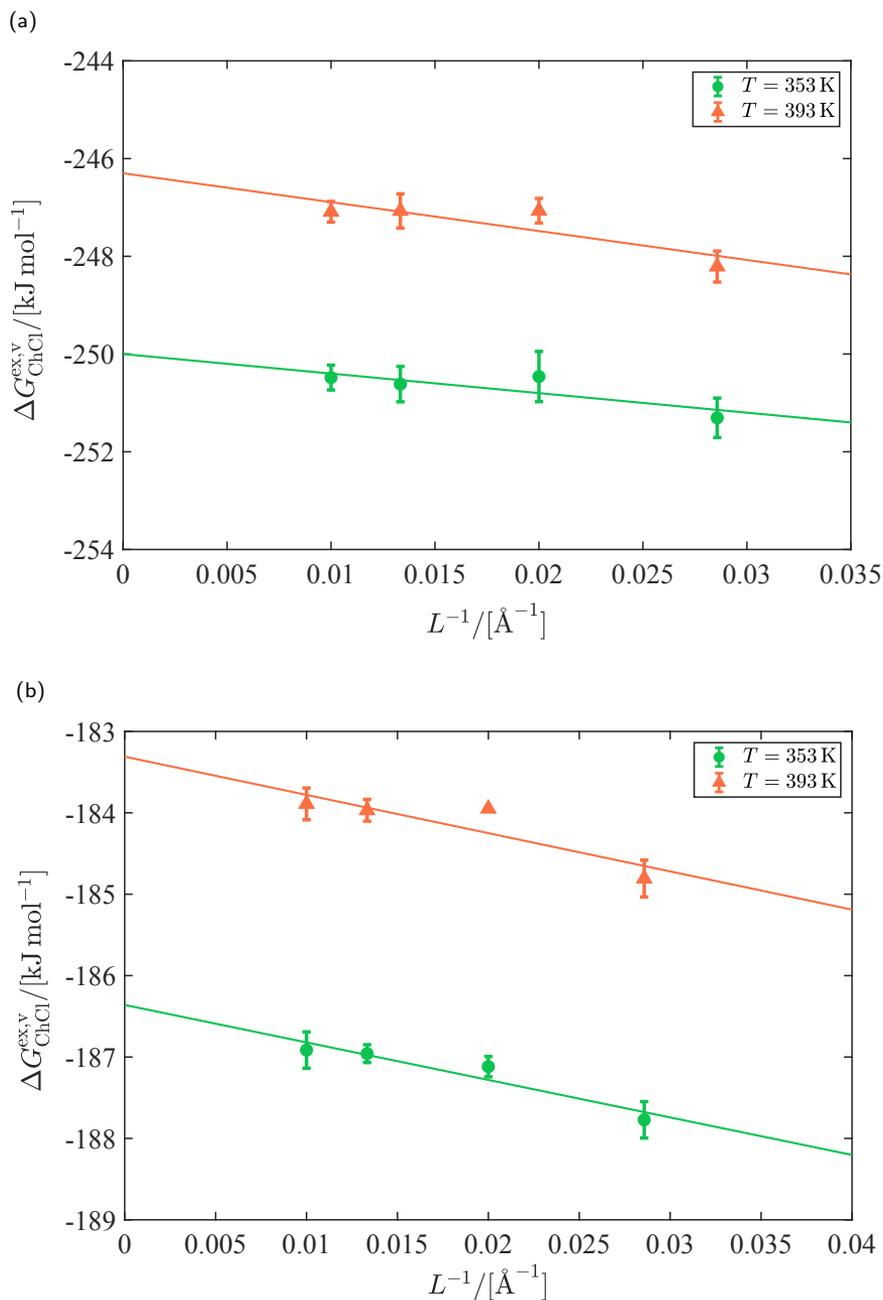 (a)
-244
T = 353 K
T = 393 K
-246
-248
-250
-252
-254
ΔG^{ex,v}_{ChCl}/[kJ mol^{−1}]
0 0.005 0.01 0.015 0.02 0.025 0.03 0.035
L^{−1}/[Å^{−1}]
(b)
-183
T = 353 K
T = 393 K
-184
-185
-186
-187
-188
-189
ΔG^{ex,v}_{ChCl}/[kJ mol^{−1}]
0 0.005 0.01 0.015 0.02 0.025 0.03 0.035 0.04
L^{−1}/[Å^{−1}]